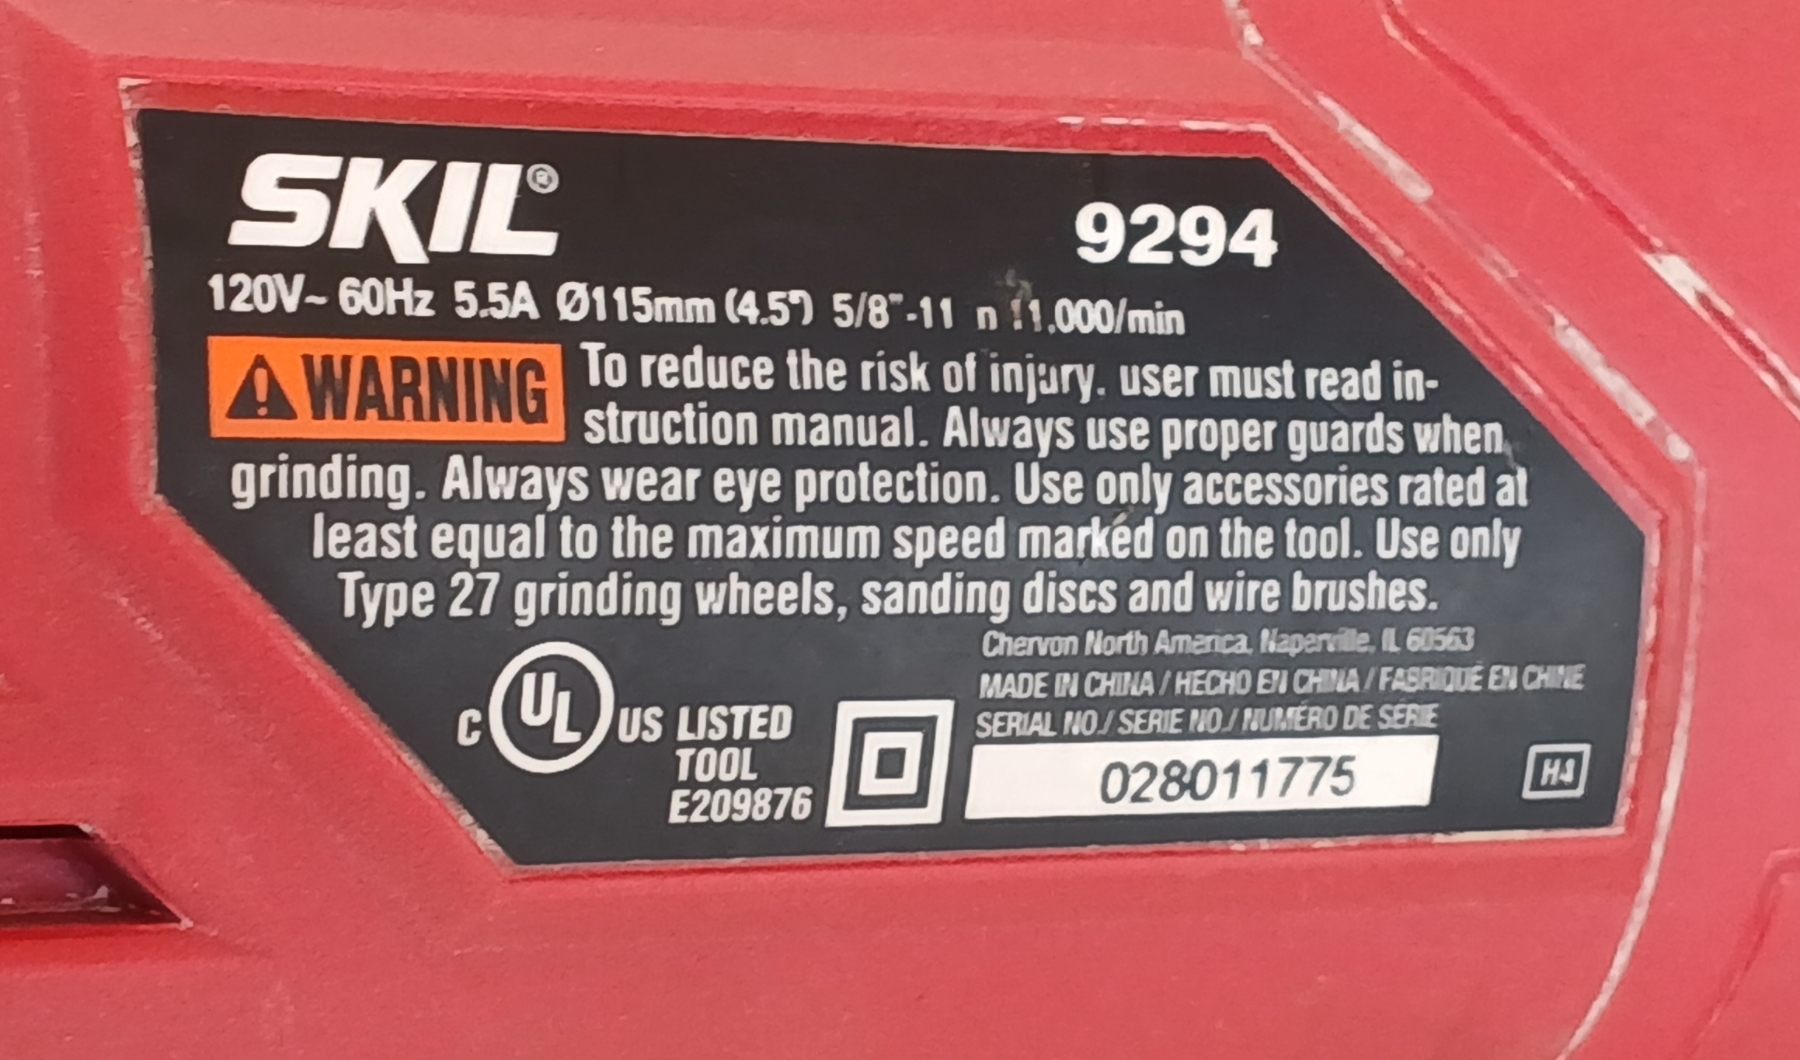 SKIL®
9294
120V~ 60Hz 5.5A Ø115mm (4.5") 5/8"-11 n 11,000/min
⚠ WARNING To reduce the risk of injury. user must read in-
struction manual. Always use proper guards when
grinding. Always wear eye protection. Use only accessories rated at
least equal to the maximum speed marked on the tool. Use only
Type 27 grinding wheels, sanding discs and wire brushes.
Chervon North America, Naperville, IL 60563
MADE IN CHINA / HECHO EN CHINA / FABRIQUÉ EN CHINE
SERIAL NO./ SERIE NO./ NUMÉRO DE SÉRIE
C UL US LISTED
TOOL
E209876
028011775
H4